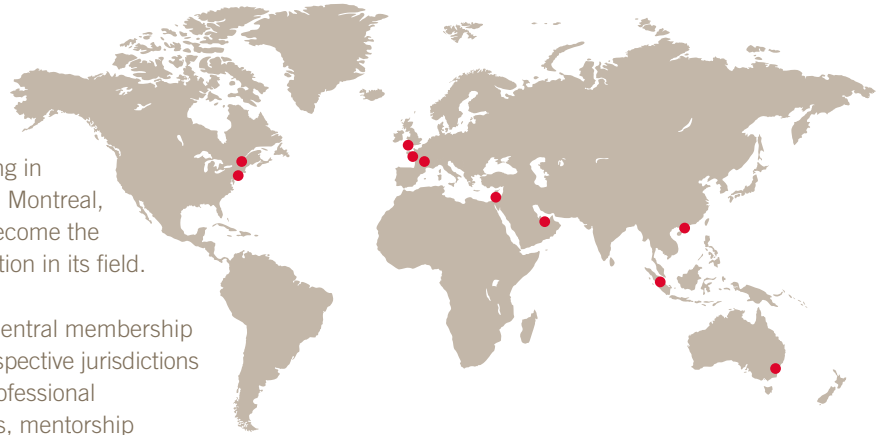 ng in
Montreal,
ecome the
tion in its field.
entral membership
spective jurisdictions
ofessional
s, mentorship